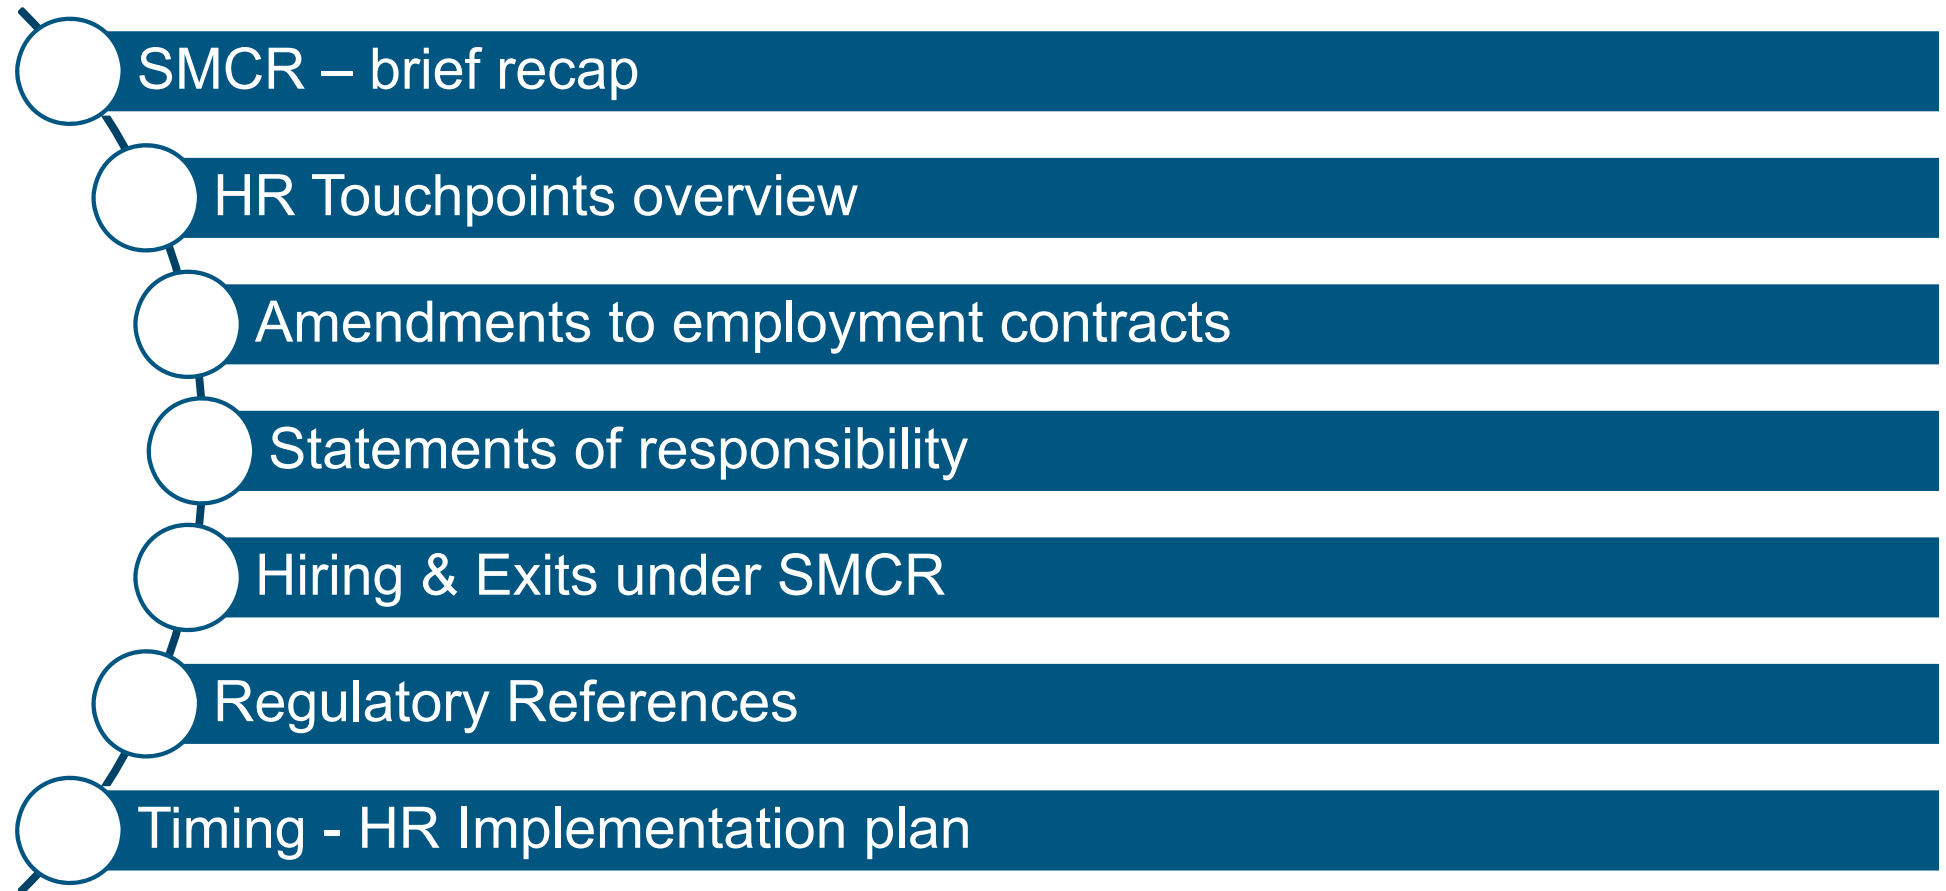 SMCR – brief recap
HR Touchpoints overview
Amendments to employment contracts
Statements of responsibility
Hiring & Exits under SMCR
Regulatory References
Timing - HR Implementation plan